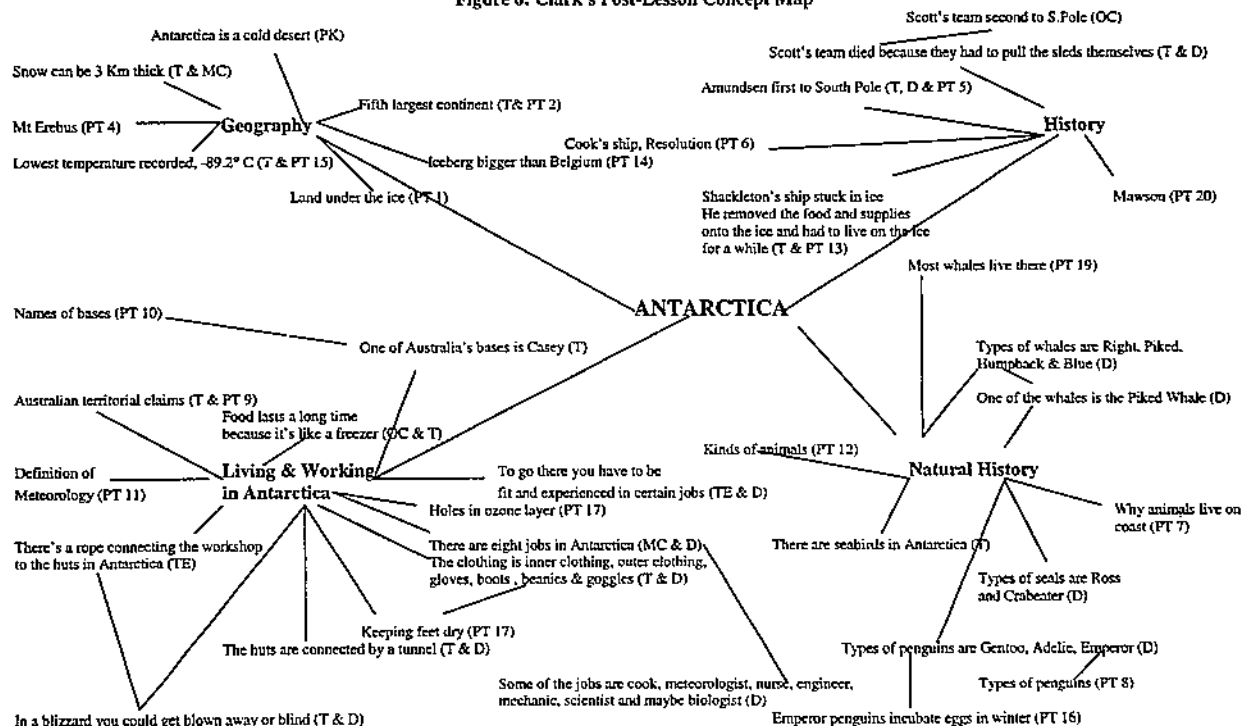 Figure 6: Clark's Post-Lesson Concept Map
Scott's team second to S.Pole (OC)
Antarctica is a cold desert (PK)
Scott's team died because they had to pull the sleds themselves (T & D)
Snow can be 3 Km thick (T & MC)
Amundsen first to South Pole (T, D & PT 5)
Fifth largest continent (T& PT 2)
Mt Erebus (PT 4)
Geography
History
Cook's ship, Resolution (PT 6)
Lowest temperature recorded, -89.2° C (T & PT 15)
Iceberg bigger than Belgium (PT 14)
Land under the ice (PT 1)
Shackleton's ship stuck in ice
He removed the food and supplies
onto the ice and had to live on the ice
for a while (T & PT 13)
Mawson (PT 20)
Most whales live there (PT 19)
ANTARCTICA
Names of bases (PT 10)
One of Australia's bases is Casey (T)
Types of whales are Right, Piked,
Humpback & Blue (D)
One of the whales is the Piked Whale (D)
Australian territorial claims (T & PT 9)
Food lasts a long time
because it's like a freezer (OC & T)
Kinds of animals (PT 12)
Natural History
Definition of
Meteorology (PT 11)
Living & Working
in Antarctica
To go there you have to be
fit and experienced in certain jobs (TE & D)
Holes in ozone layer (PT 17)
Why animals live on
coast (PT 7)
There's a rope connecting the workshop
to the huts in Antarctica (TE)
There are eight jobs in Antarctica (MC & D)
The clothing is inner clothing, outer clothing,
gloves, boots , beanies & goggles (T & D)
There are seabirds in Antarctica (T)
Types of seals are Ross
and Crabeater (D)
Keeping feet dry (PT 17)
The huts are connected by a tunnel (T & D)
Types of penguins are Gentoo, Adelie, Emperor (D)
Some of the jobs are cook, meteorologist, nurse, engineer,
mechanic, scientist and maybe biologist (D)
Types of penguins (PT 8)
In a blizzard you could get blown away or blind (T & D)
Emperor penguins incubate eggs in winter (PT 16)